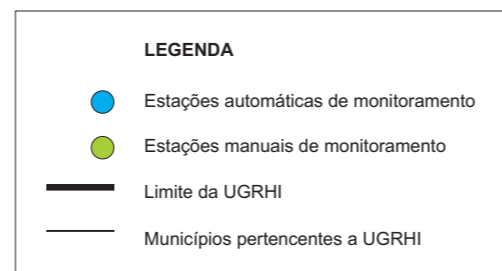 LEGENDA
Estações automáticas de monitoramento
Estações manuais de monitoramento
Limite da UGRHI
Municípios pertencentes a UGRHI